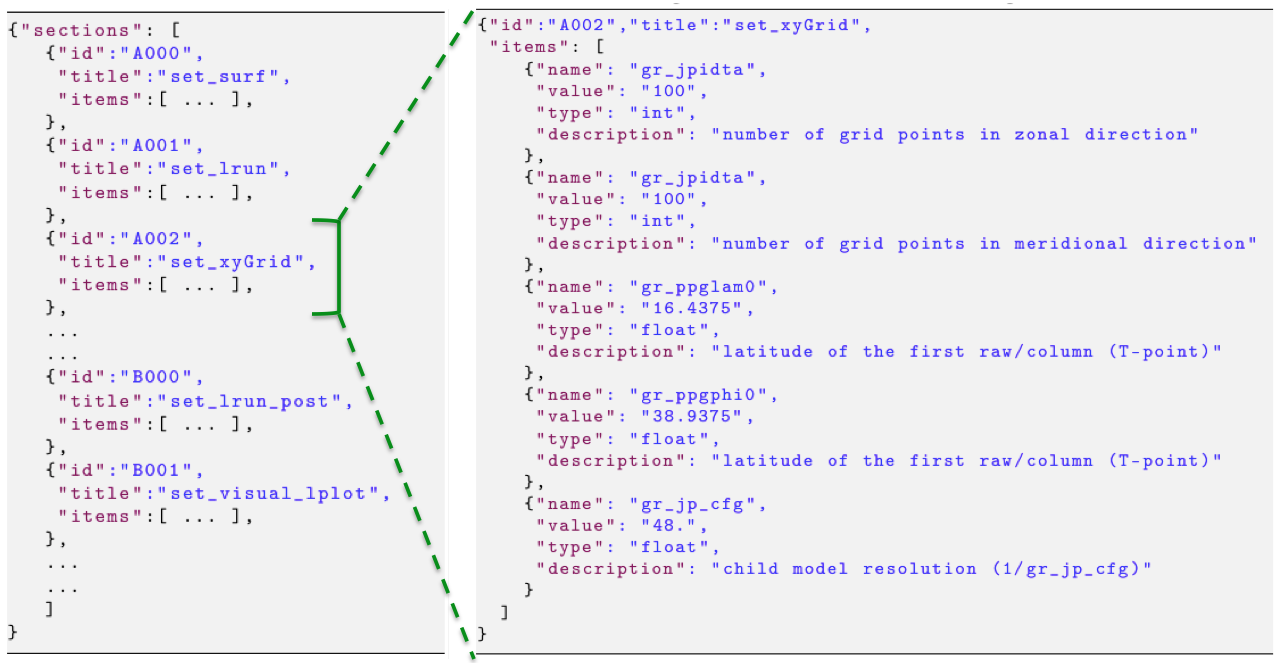 {"sections": [
{"id":"A000",
"title":"set_surf",
"items":[ ... ],
},
{"id":"A001",
"title":"set_lrun",
"items":[ ... ],
},
{"id":"A002",
"title":"set_xyGrid",
"items":[ ... ],
},
...
...
{"id":"B000",
"title":"set_lrun_post",
"items":[ ... ],
},
{"id":"B001",
"title":"set_visual_lplot",
"items":[ ... ],
},
...
...
]
}
{"id":"A002","title":"set_xyGrid",
"items": [
{"name": "gr_jpidta",
"value": "100",
"type": "int",
"description": "number of grid points in zonal direction"
},
{"name": "gr_jpidta",
"value": "100",
"type": "int",
"description": "number of grid points in meridional direction"
},
{"name": "gr_ppglam0",
"value": "16.4375",
"type": "float",
"description": "latitude of the first raw/column (T-point)"
},
{"name": "gr_ppgphi0",
"value": "38.9375",
"type": "float",
"description": "latitude of the first raw/column (T-point)"
},
{"name": "gr_jp_cfg",
"value": "48.",
"type": "float",
"description": "child model resolution (1/gr_jp_cfg)"
}
]
}